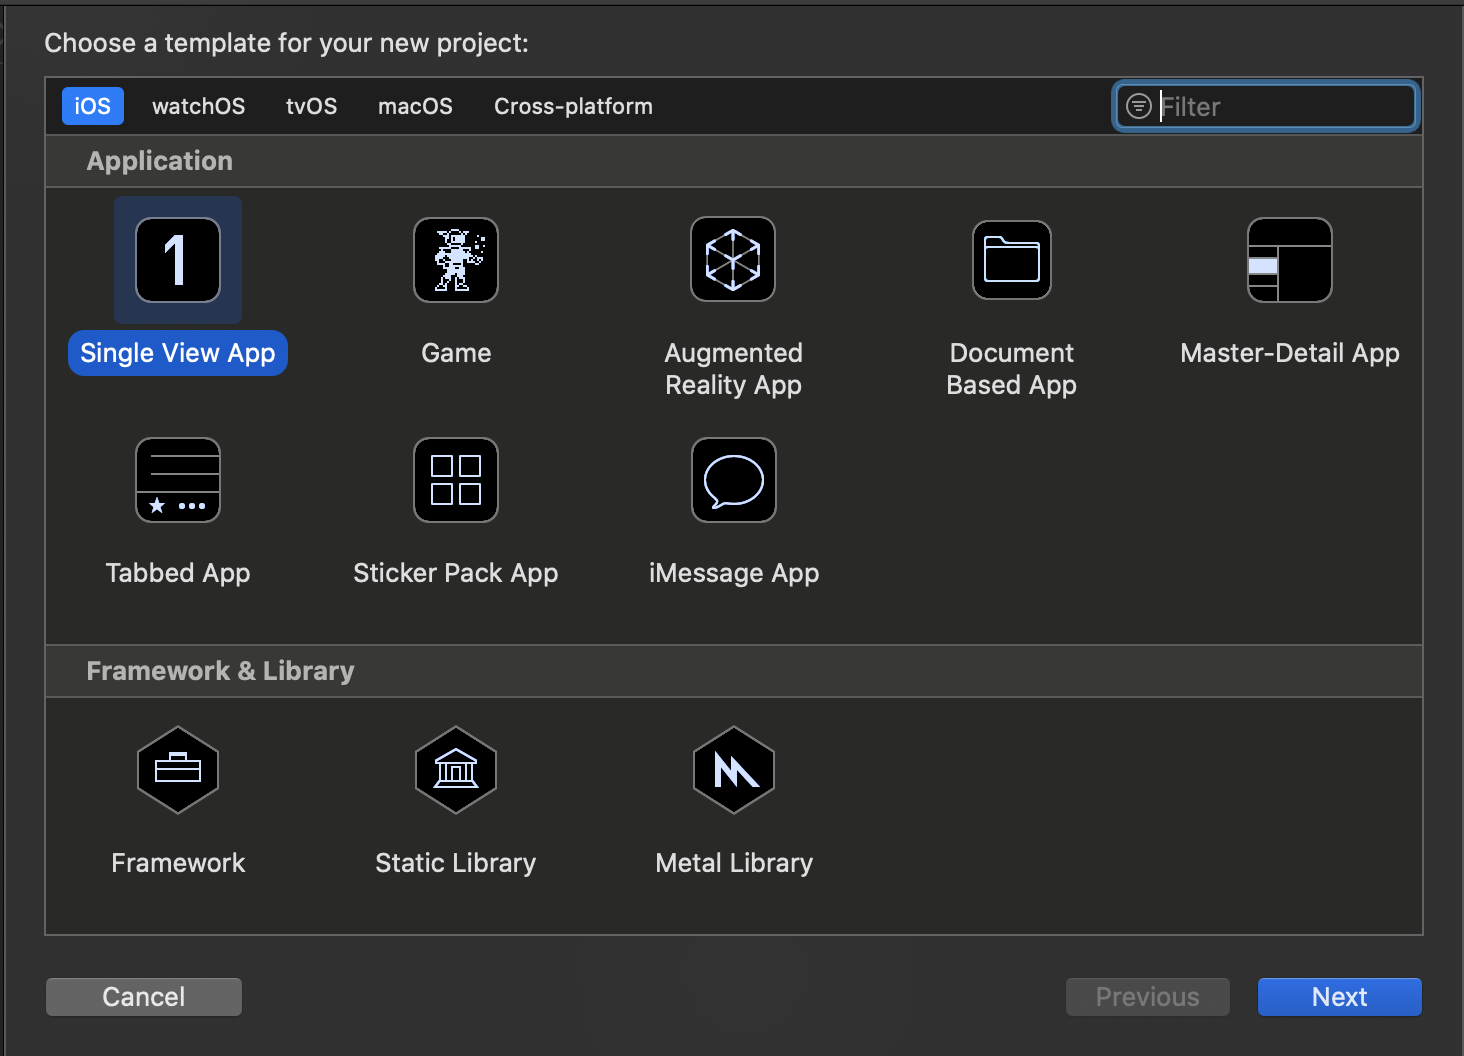 Choose a template for your new project:
iOS watchOS tvOS macOS Cross-platform Filter
Application
1
Single View App Game Augmented Reality App Document Based App Master-Detail App
Tabbed App Sticker Pack App iMessage App
Framework & Library
Framework Static Library Metal Library
Cancel Previous Next